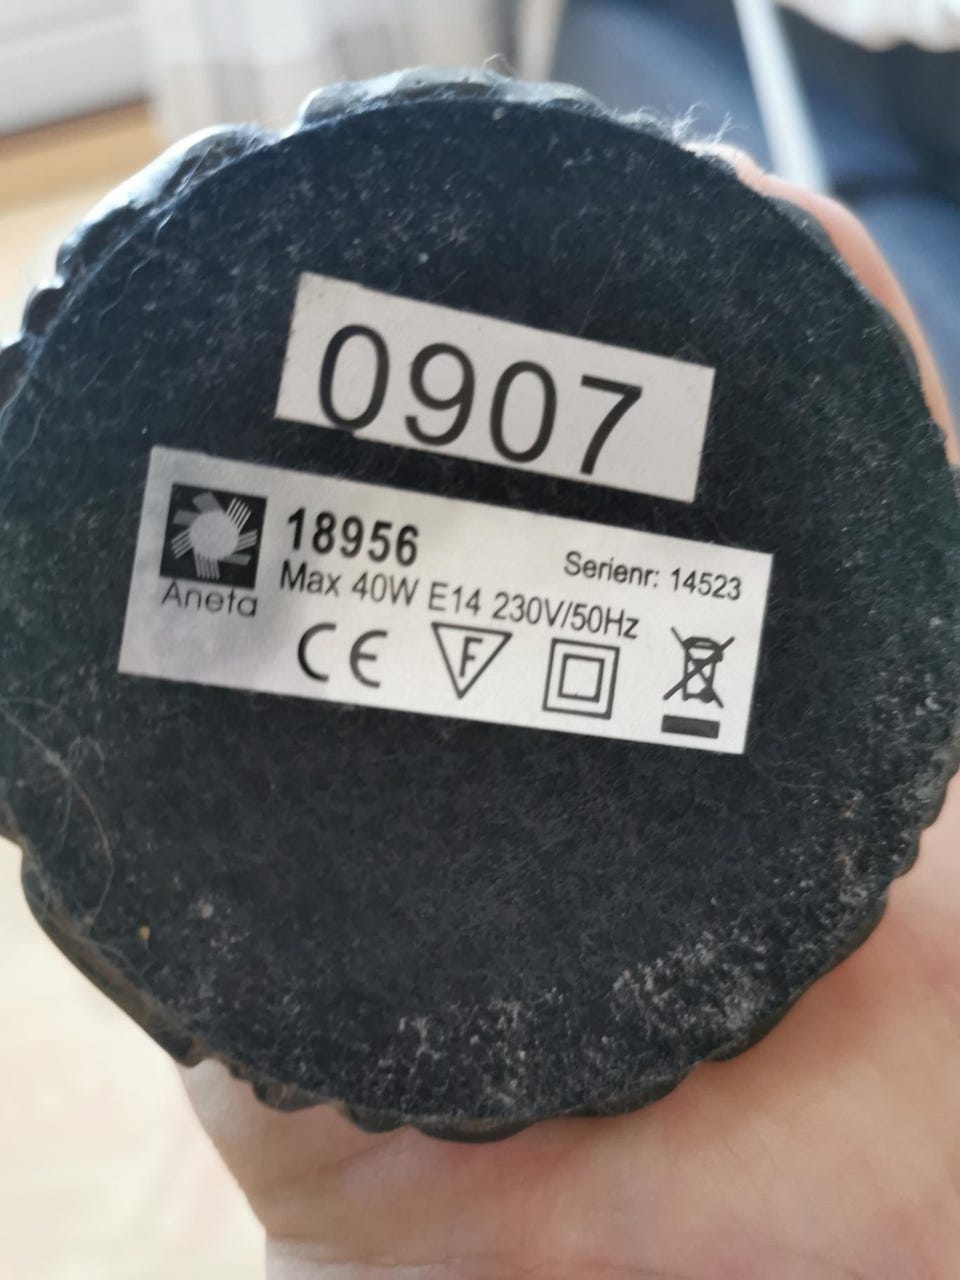 0907
18956
Serienr: 14523
Aneta
Max 40W E14 230V/50Hz
CE
F